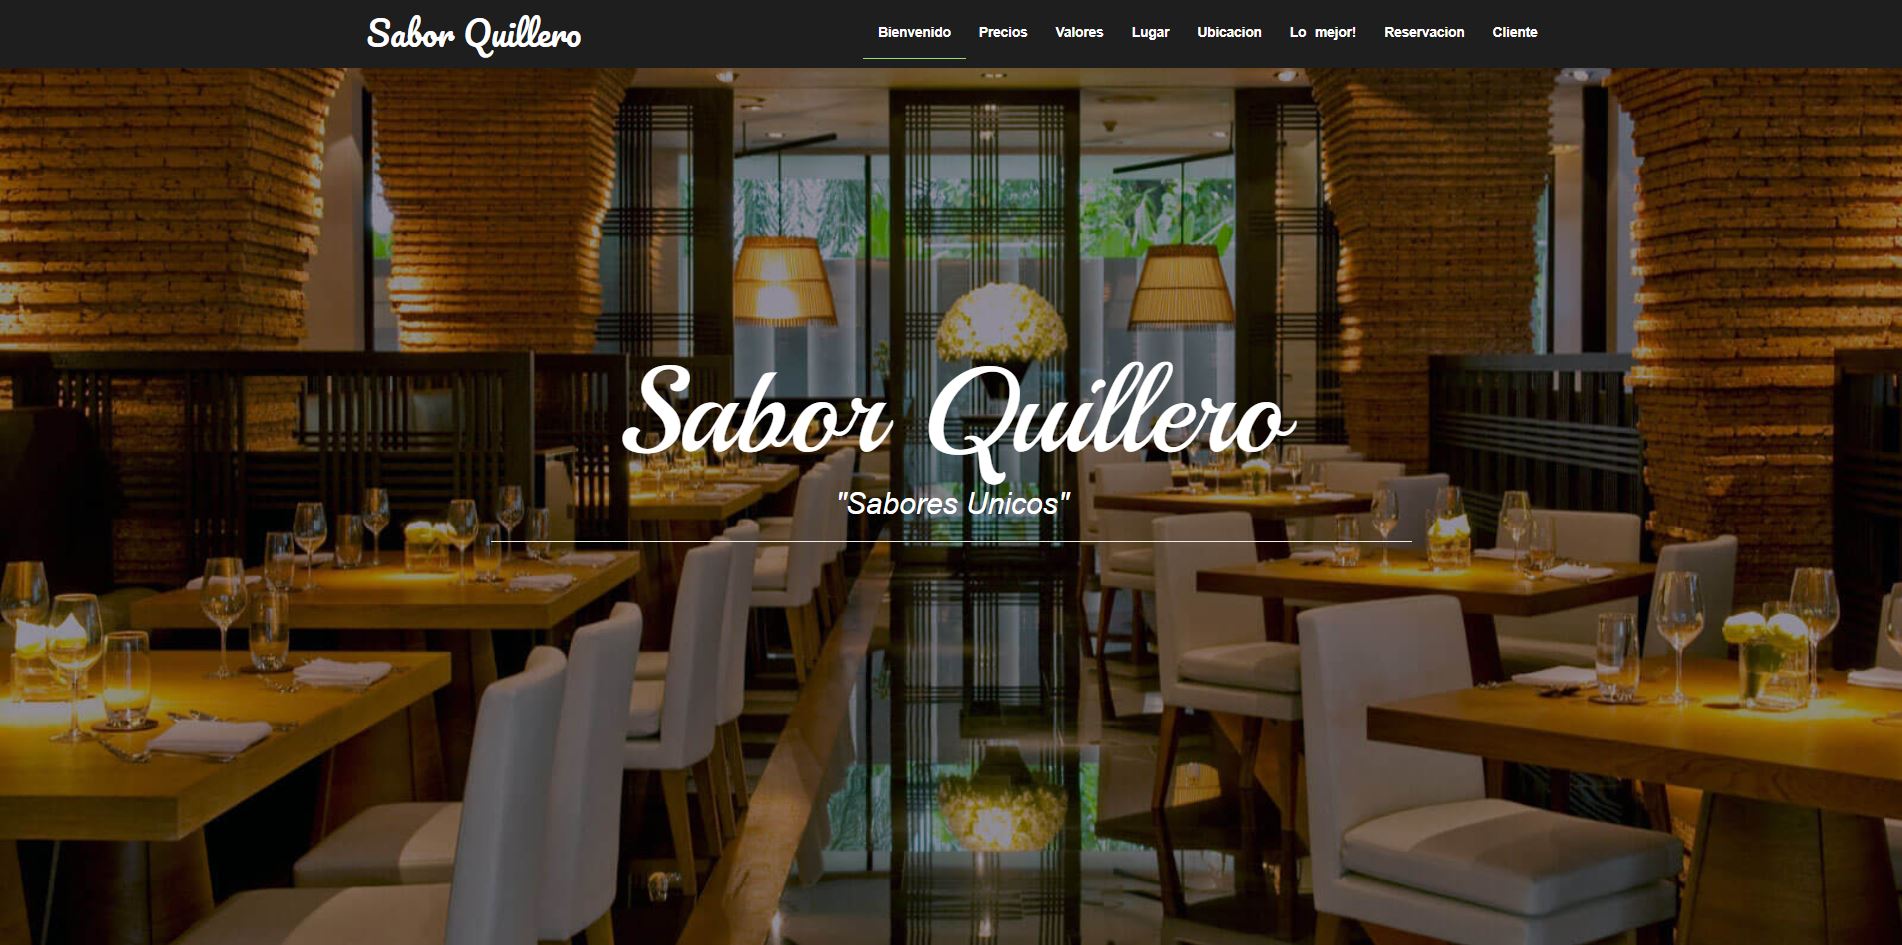 Sabor Quillero
Bienvenido Precios Valores Lugar Ubicacion Lo mejor! Reservacion Cliente
Sabor Quillero
"Sabores Unicos"